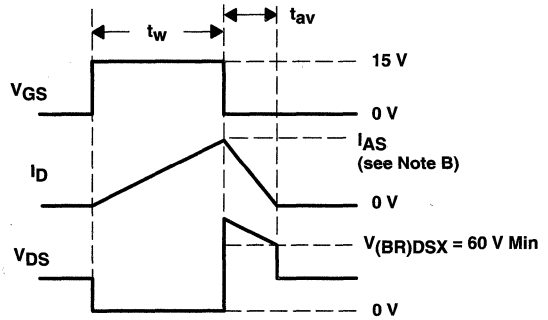 tw
tav
VGS
15 V
0 V
ID
IAS
(see Note B)
0 V
VDS
V(BR)DSX = 60 V Min
0 V